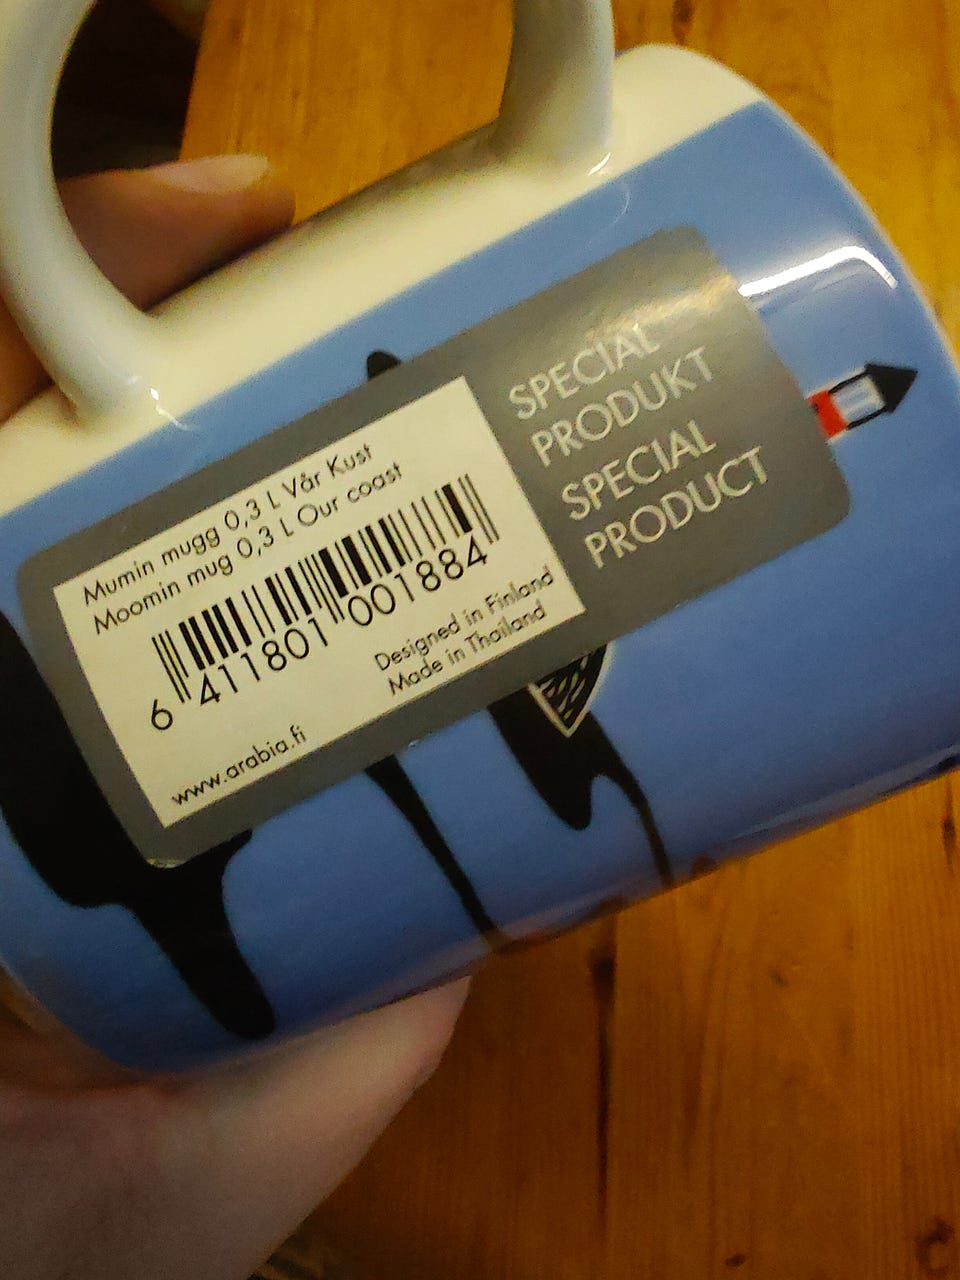 Mumin mugg 0,3 L Vår Kust
Moomin mug 0,3 L Our coast
6 411801 001884
Designed in Finland
Made in Thailand
www.arabia.fi
SPECIAL
PRODUKT
SPECIAL
PRODUCT